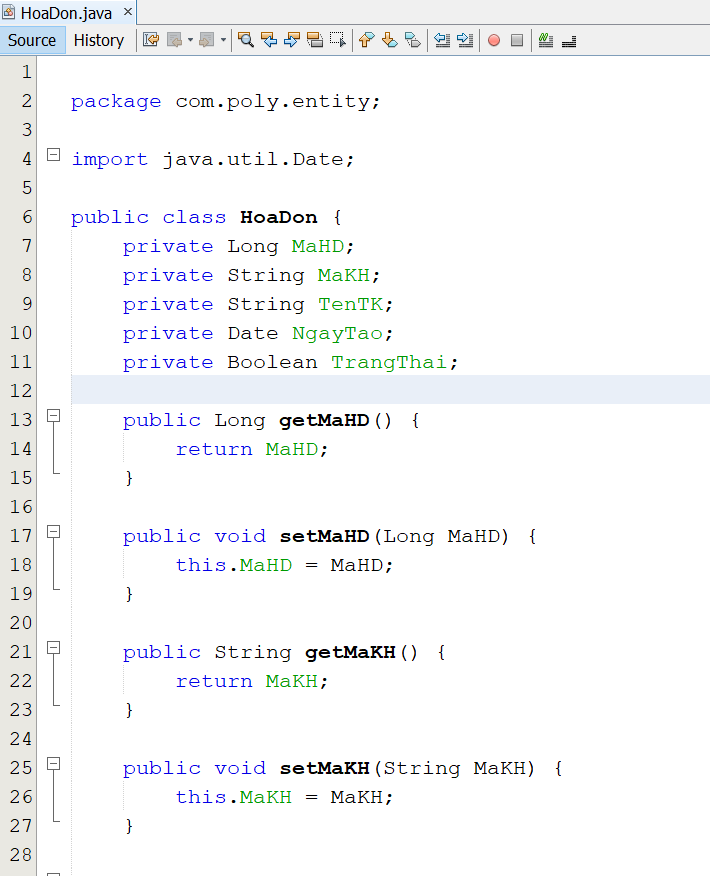 HoaDon.java ×
Source History
1
2 package com.poly.entity;
3
4 import java.util.Date;
5
6 public class HoaDon {
7 private Long MaHD;
8 private String MaKH;
9 private String TenTK;
10 private Date NgayTao;
11 private Boolean TrangThai;
12
13 public Long getMaHD() {
14 return MaHD;
15 }
16
17 public void setMaHD(Long MaHD) {
18 this.MaHD = MaHD;
19 }
20
21 public String getMaKH() {
22 return MaKH;
23 }
24
25 public void setMaKH(String MaKH) {
26 this.MaKH = MaKH;
27 }
28